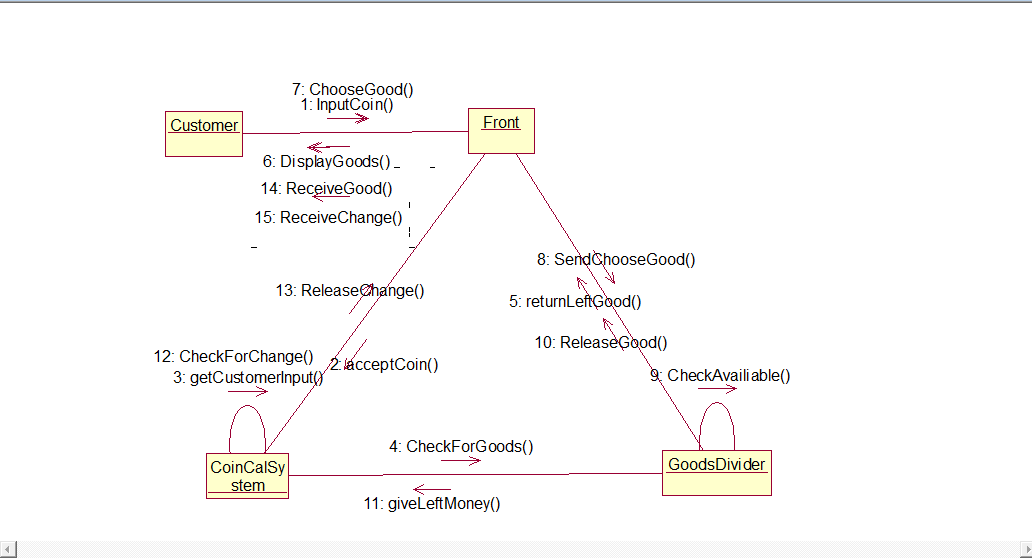 7: ChooseGood()
1: InputCoin()
Customer
Front
6: DisplayGoods()
14: ReceiveGood()
15: ReceiveChange()
8: SendChooseGood()
13: ReleaseChange()
5: returnLeftGood()
10: ReleaseGood()
12: CheckForChange()
2: acceptCoin()
3: getCustomerInput()
9: CheckAvailiable()
4: CheckForGoods()
CoinCalSy
stem
GoodsDivider
11: giveLeftMoney()